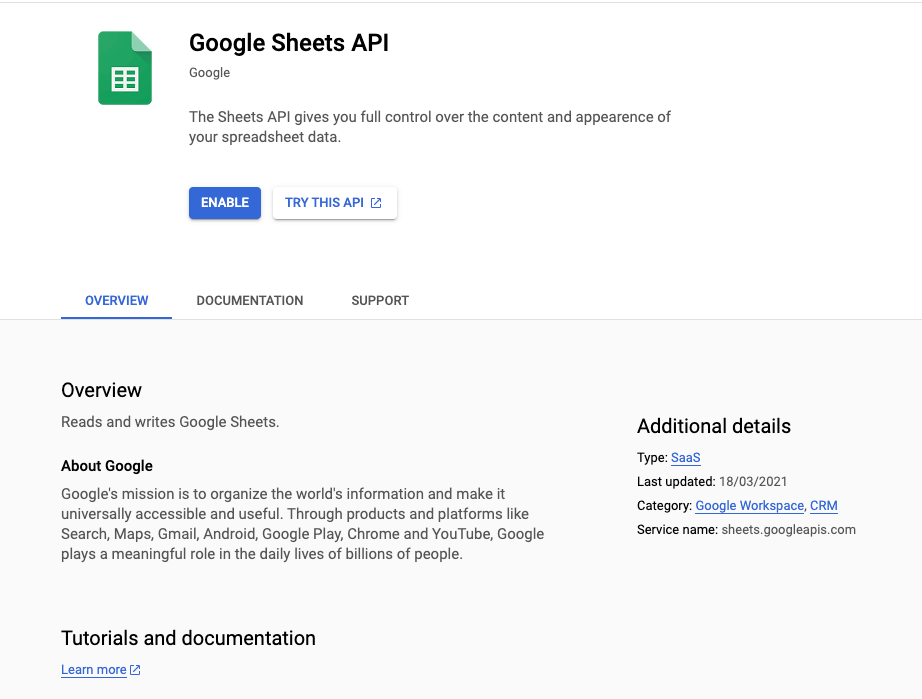 Google Sheets API
Google
The Sheets API gives you full control over the content and appearence of
your spreadsheet data.
ENABLE
TRY THIS API
OVERVIEW
DOCUMENTATION
SUPPORT
Overview
Reads and writes Google Sheets.
About Google
Google's mission is to organize the world's information and make it
universally accessible and useful. Through products and platforms like
Search, Maps, Gmail, Android, Google Play, Chrome and YouTube, Google
plays a meaningful role in the daily lives of billions of people.
Additional details
Type: SaaS
Last updated: 18/03/2021
Category: Google Workspace, CRM
Service name: sheets.googleapis.com
Tutorials and documentation
Learn more